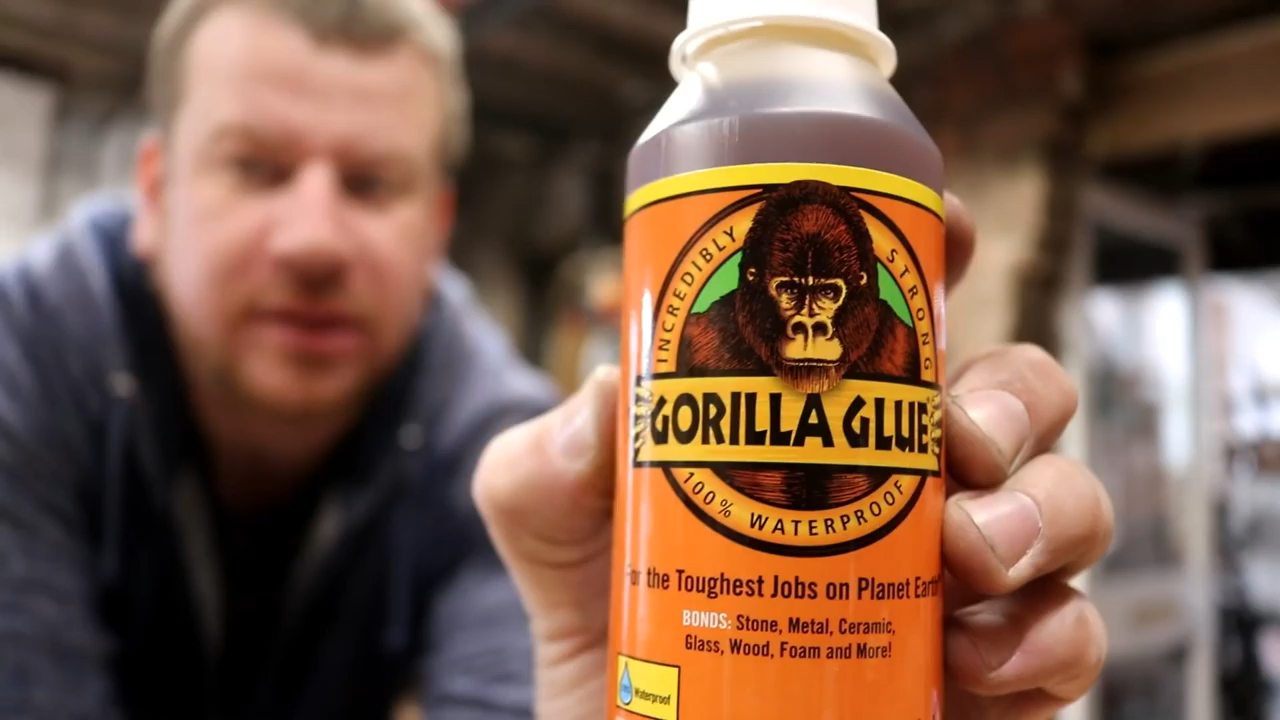 INCREDIBLY STRONG
GORILLA GLUE
100% WATERPROOF
For the Toughest Jobs on Planet Earth
BONDS: Stone, Metal, Ceramic,
Glass, Wood, Foam and More!
Waterproof